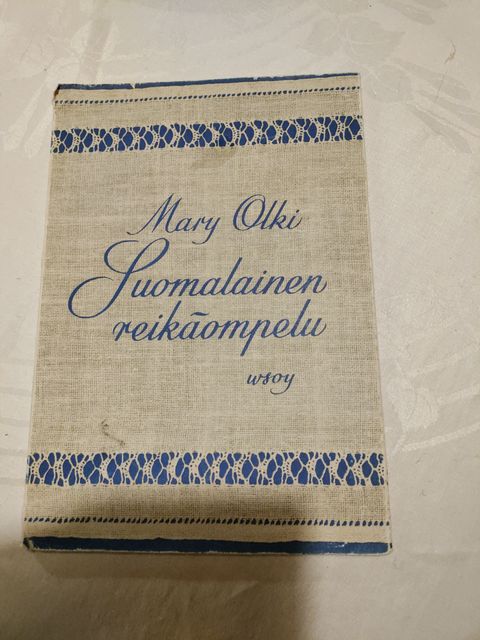 Mary Olki
Suomalainen
reikäompelu
wsoy